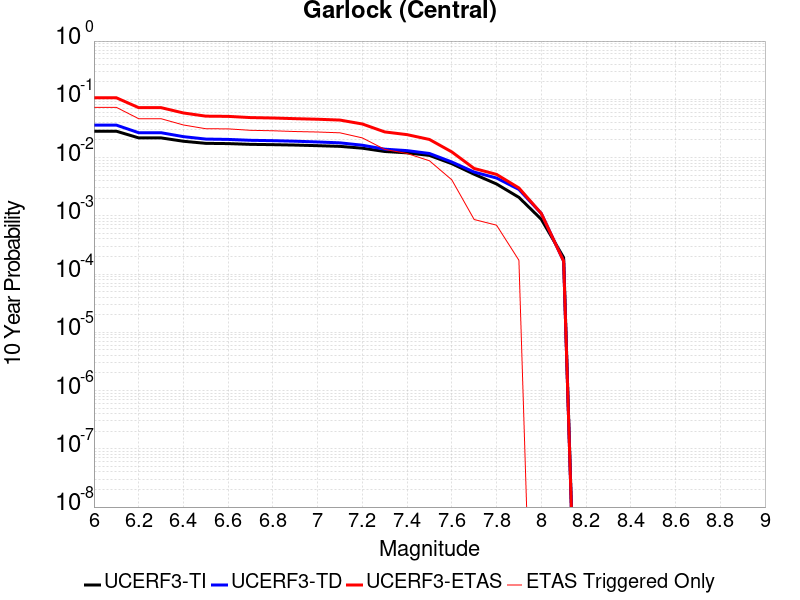 Garlock (Central)
10^0
10^-1
10^-2
10^-3
10^-4
10^-5
10^-6
10^-7
10^-8
10 Year Probability
6 6.2 6.4 6.6 6.8 7 7.2 7.4 7.6 7.8 8 8.2 8.4 8.6 8.8 9
Magnitude
UCERF3-TI UCERF3-TD UCERF3-ETAS ETAS Triggered Only